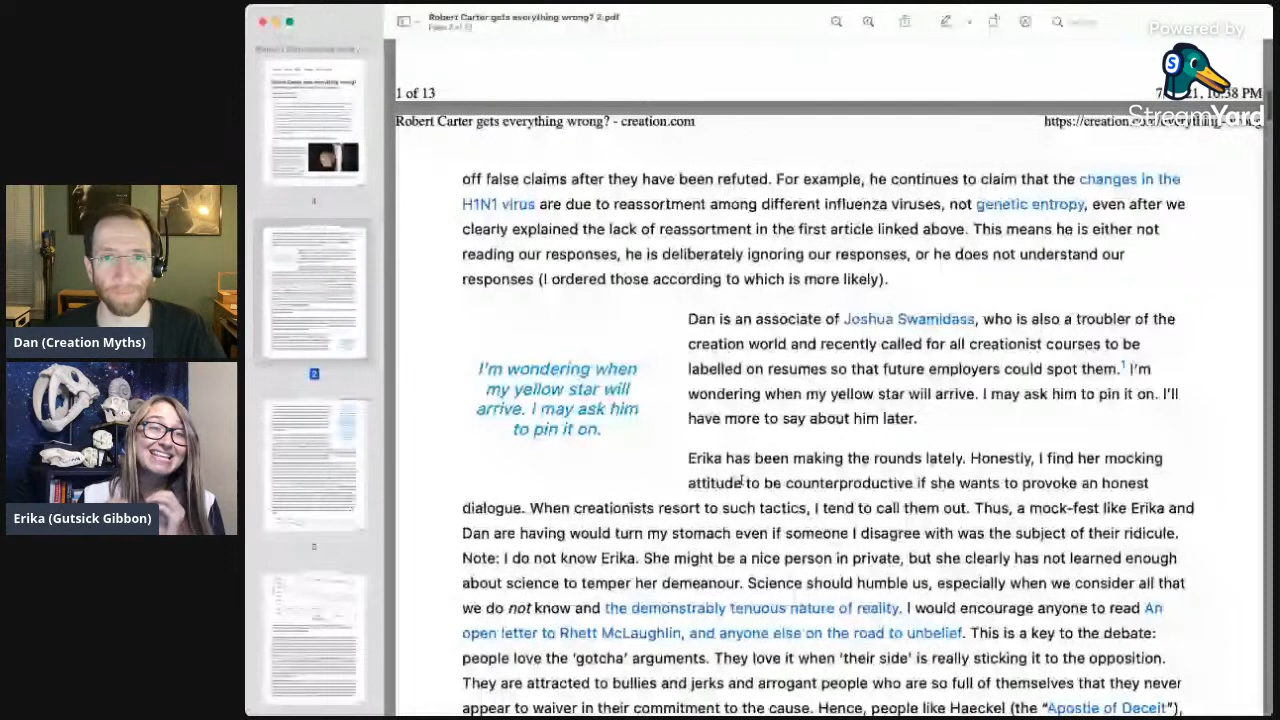 Robert Carter gets everything wrong? 2.pdf
Powered by
StreamYard
1 of 13
10:38 PM
Robert Carter gets everything wrong? - creation.com
https://creation.
off false claims after they have been refuted. For example, he continues to claim that the changes in the
H1N1 virus are due to reassortment among different influenza viruses, not genetic entropy, even after we
clearly explained the lack of reassortment in the first article linked above. This means he is either not
reading our responses, he is deliberately ignoring our responses, or he does not understand our
responses (I ordered those according to which is more likely).
Dan is an associate of Joshua Swamidass, who is also a troubler of the
creation world and recently called for all creationist courses to be
labelled on resumes so that future employers could spot them.1 I'm
wondering when my yellow star will arrive. I may ask him to pin it on. I'll
have more to say about him later.
I'm wondering when
my yellow star will
arrive. I may ask him
to pin it on.
Erika has been making the rounds lately. Honestly, I find her mocking
attitude to be counterproductive if she wants to provoke an honest
dialogue. When creationists resort to such tactics, I tend to call them out. Thus, a mock-fest like Erika and
Dan are having would turn my stomach even if someone I disagree with was the subject of their ridicule.
Note: I do not know Erika. She might be a nice person in private, but she clearly has not learned enough
about science to temper her demeanour. Science should humble us, especially when we consider all that
we do not know and the demonstrably tenuous nature of reality. I would encourage anyone to read An
open letter to Rhett McLaughlin, and anyone else on the road to unbelief. This is a key to the debate:
people love the 'gotcha' arguments. They love it when 'their side' is really sticking it to the opposition.
They are attracted to bullies and jerks and arrogant people who are so full of themselves that they never
appear to waiver in their commitment to the cause. Hence, people like Haeckel (the "Apostle of Deceit"),
1
2
Dan (Creation Myths)
Erika (Gutsick Gibbon)